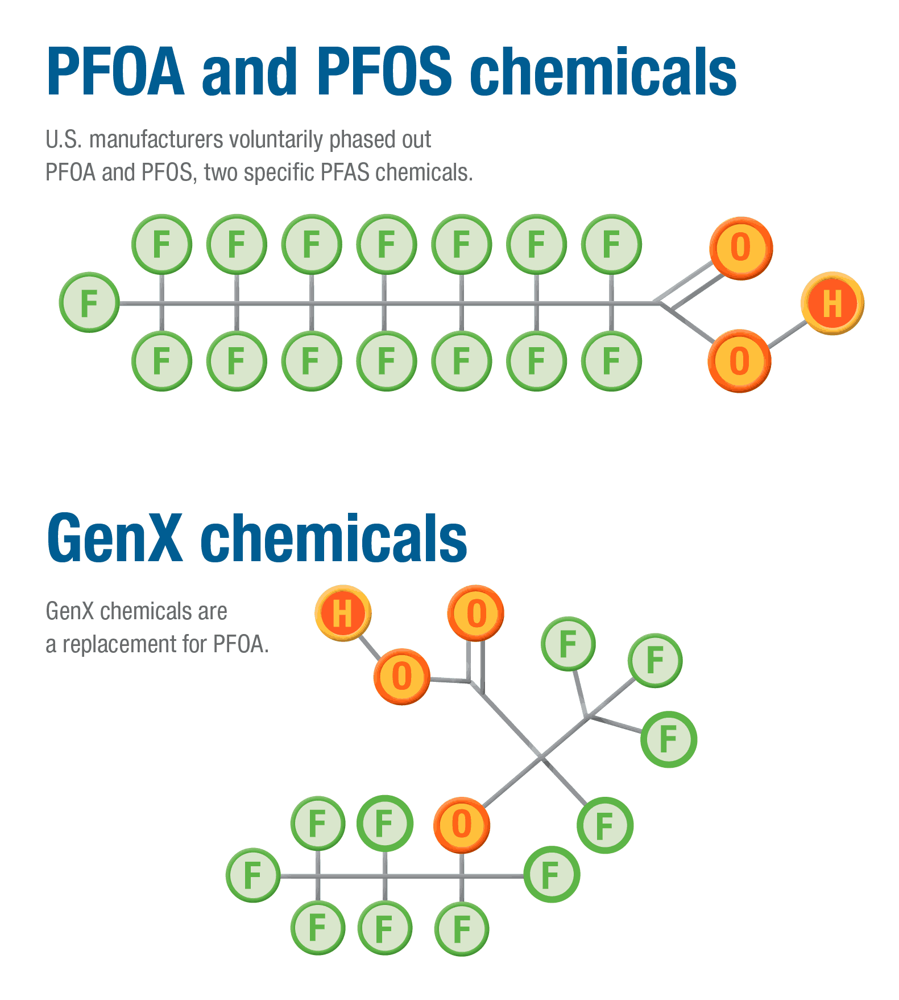 PFOA and PFOS chemicals
U.S. manufacturers voluntarily phased out
PFOA and PFOS, two specific PFAS chemicals.
F F F F F F F O
F H
F F F F F F F O
GenX chemicals
GenX chemicals are
a replacement for PFOA.
H O
F F
O
F
F F O F
F F
F F F